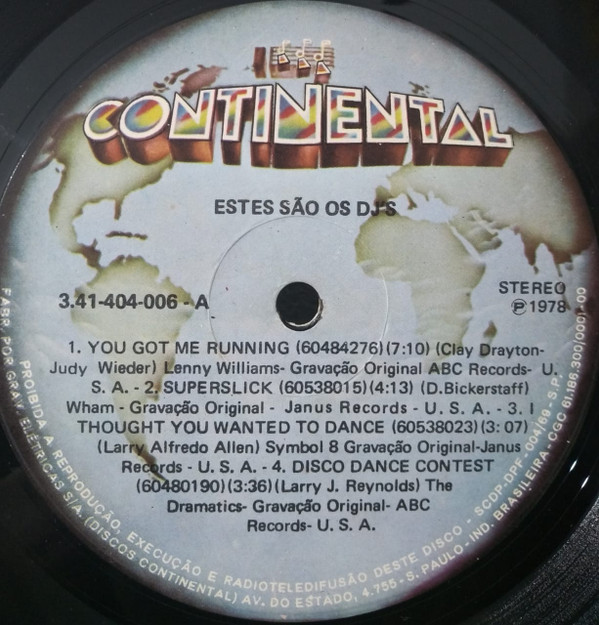 CONTINENTAL
ESTES SÃO OS DJ'S
3.41-404-006 - A
STEREO
Ⓟ 1978
1. YOU GOT ME RUNNING (60484276)(7:10) (Clay Drayton-
Judy Wieder) Lenny Williams- Gravação Original ABC Records- U.
S. A. - 2. SUPERSLICK (60538015)(4:13) (D.Bickerstaff)
Wham - Gravação Original - Janus Records - U. S. A. - 3. I
THOUGHT YOU WANTED TO DANCE (60538023)(3: 07)
(Larry Alfredo Allen) Symbol 8 Gravação Original-Janus
Records - U. S. A. - 4. DISCO DANCE CONTEST
(60480190)(3:36)(Larry J. Reynolds) The
Dramatics- Gravação Original- ABC
Records- U. S. A.
PROIBIDA A REPRODUÇÃO, EXECUÇÃO E RADIOTELEDIFUSÃO DESTE DISCO - SCDP-DPF - 004/69 - S.P.
FABR. POR GRAV. ELÉTRICAS S/A. (DISCOS CONTINENTAL) AV. DO ESTADO, 4.755 - S. PAULO - IND. BRASILEIRA - CGC 61.186.300/0001-00